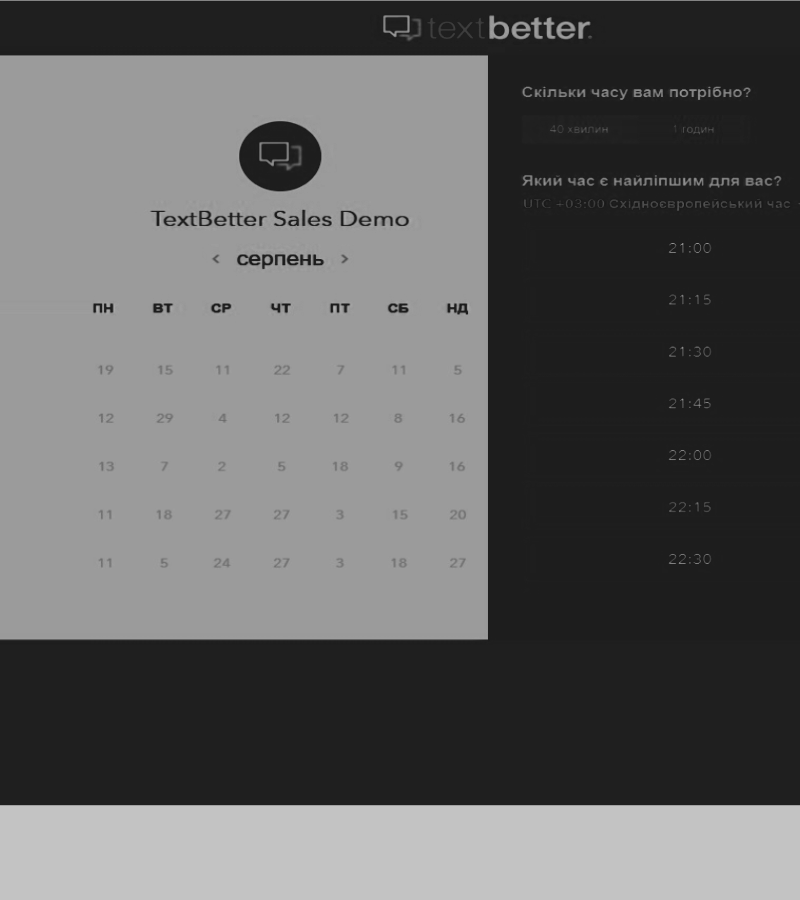 textbetter.
TextBetter Sales Demo
< серпень >
ПН ВТ СР ЧТ ПТ СБ НД
19 15 11 22 7 11 5
12 29 4 12 12 8 16
13 7 2 5 18 9 16
11 18 27 27 3 15 20
11 5 24 27 3 18 27
Скільки часу вам потрібно?
40 хвилин 1 годин
Який час є найліпшим для вас?
UTC +03:00 Східноєвропейський час
21:00
21:15
21:30
21:45
22:00
22:15
22:30